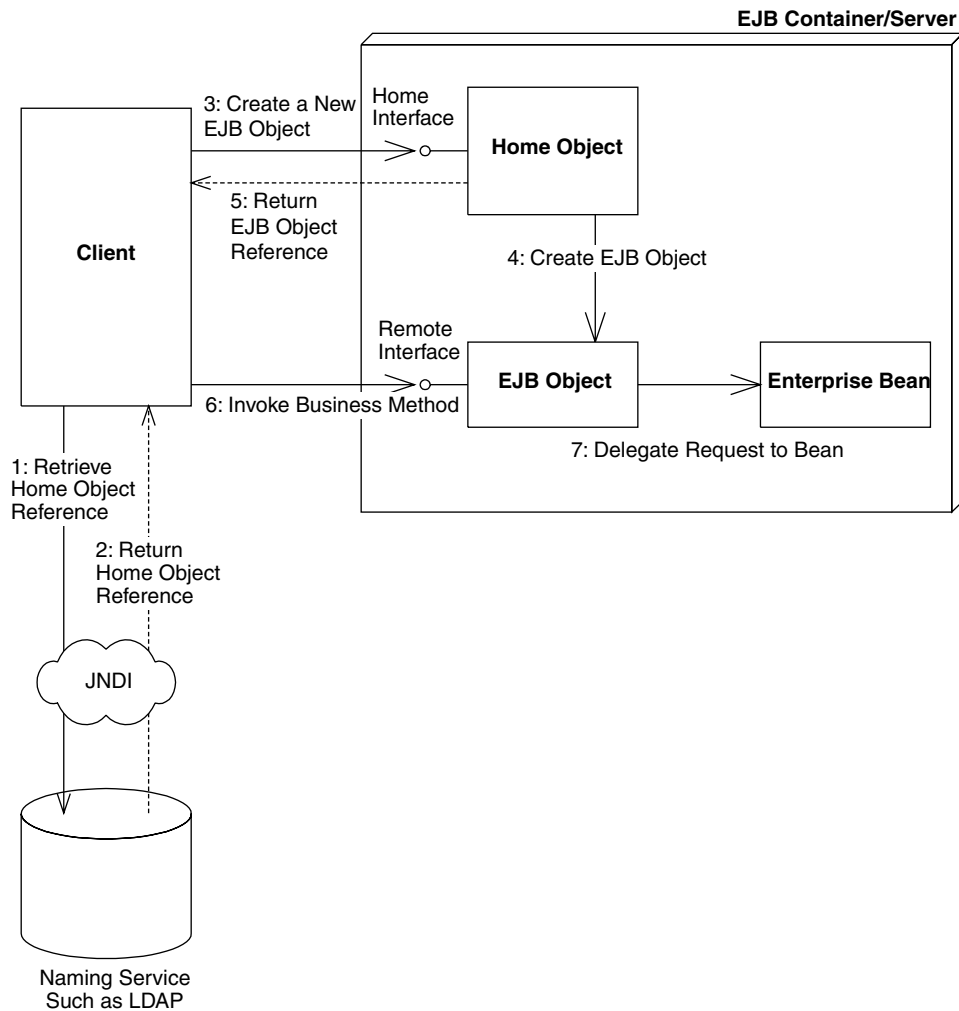 EJB Container/Server
3: Create a New
EJB Object
Home
Interface
Home Object
5: Return
EJB Object
Reference
Client
4: Create EJB Object
Remote
Interface
EJB Object
Enterprise Bean
6: Invoke Business Method
7: Delegate Request to Bean
1: Retrieve
Home Object
Reference
2: Return
Home Object
Reference
JNDI
Naming Service
Such as LDAP